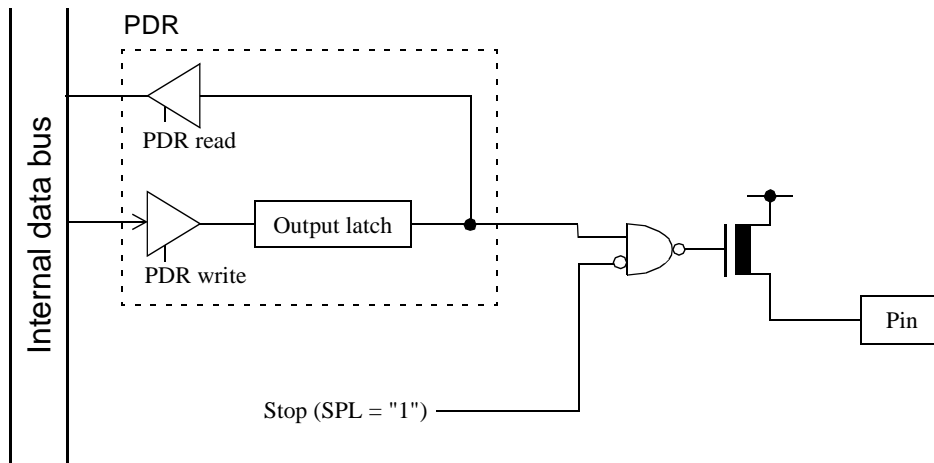 PDR
Internal data bus
PDR read
Output latch
PDR write
Pin
Stop (SPL = "1")